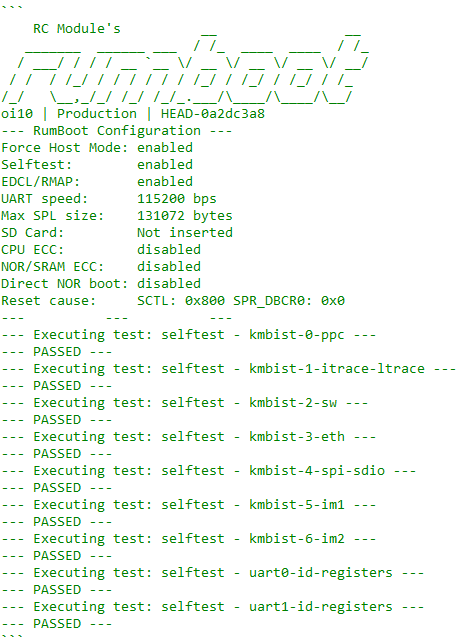 ```
    RC Module's          __                __
   _______  ______ ___  / /_  ____  ____  / /_
  / ___/ / / / __ `__ \/ __ \/ __ \/ __ \/ __/
 / /  / /_/ / / / / / / /_/ / /_/ / /_/ / /_
/_/   \__,_/_/ /_/ /_/_.___/\____/\____/\__/
oi10 | Production | HEAD-0a2dc3a8
--- RumBoot Configuration ---
Force Host Mode: enabled
Selftest:        enabled
EDCL/RMAP:       enabled
UART speed:      115200 bps
Max SPL size:    131072 bytes
SD Card:         Not inserted
CPU ECC:         disabled
NOR/SRAM ECC:    disabled
Direct NOR boot: disabled
Reset cause:     SCTL: 0x800 SPR_DBCR0: 0x0
---          ---          ---
--- Executing test: selftest - kmbist-0-ppc ---
--- PASSED ---
--- Executing test: selftest - kmbist-1-itrace-ltrace ---
--- PASSED ---
--- Executing test: selftest - kmbist-2-sw ---
--- PASSED ---
--- Executing test: selftest - kmbist-3-eth ---
--- PASSED ---
--- Executing test: selftest - kmbist-4-spi-sdio ---
--- PASSED ---
--- Executing test: selftest - kmbist-5-im1 ---
--- PASSED ---
--- Executing test: selftest - kmbist-6-im2 ---
--- PASSED ---
--- Executing test: selftest - uart0-id-registers ---
--- PASSED ---
--- Executing test: selftest - uart1-id-registers ---
--- PASSED ---
```